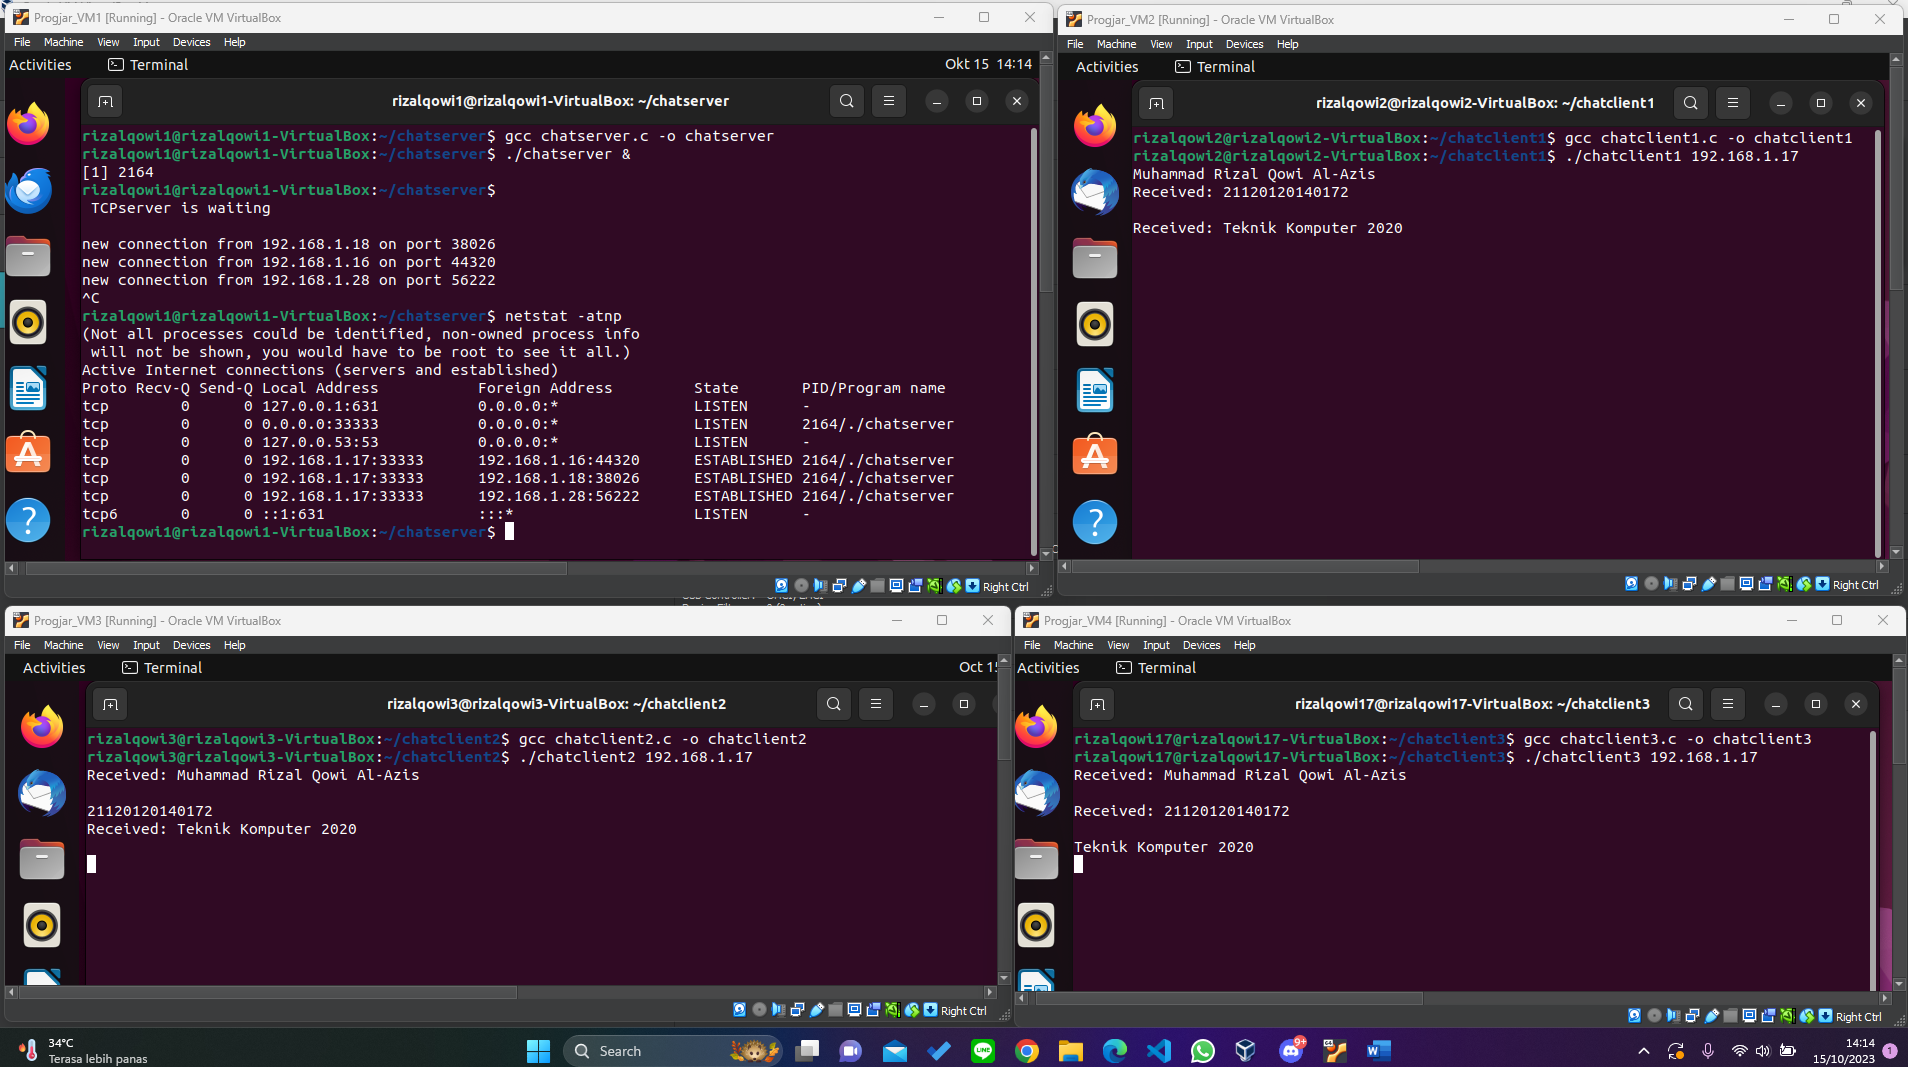 Progjar_VM1 [Running] - Oracle VM VirtualBox
File Machine View Input Devices Help
Activities Terminal Okt 15 14:14
rizalqowi1@rizalqowi1-VirtualBox: ~/chatserver
rizalqowi1@rizalqowi1-VirtualBox:~/chatserver$ gcc chatserver.c -o chatserver
rizalqowi1@rizalqowi1-VirtualBox:~/chatserver$ ./chatserver &
[1] 2164
rizalqowi1@rizalqowi1-VirtualBox:~/chatserver$
TCPserver is waiting
new connection from 192.168.1.18 on port 38026
new connection from 192.168.1.16 on port 44320
new connection from 192.168.1.28 on port 56222
^C
rizalqowi1@rizalqowi1-VirtualBox:~/chatserver$ netstat -atnp
(Not all processes could be identified, non-owned process info
will not be shown, you would have to be root to see it all.)
Active Internet connections (servers and established)
Proto Recv-Q Send-Q Local Address Foreign Address State PID/Program name
tcp 0 0 127.0.0.1:631 0.0.0.0:* LISTEN -
tcp 0 0 0.0.0.0:33333 0.0.0.0:* LISTEN 2164/./chatserver
tcp 0 0 127.0.0.53:53 0.0.0.0:* LISTEN -
tcp 0 0 192.168.1.17:33333 192.168.1.16:44320 ESTABLISHED 2164/./chatserver
tcp 0 0 192.168.1.17:33333 192.168.1.18:38026 ESTABLISHED 2164/./chatserver
tcp 0 0 192.168.1.17:33333 192.168.1.28:56222 ESTABLISHED 2164/./chatserver
tcp6 0 0 ::1:631 :::* LISTEN -
rizalqowi1@rizalqowi1-VirtualBox:~/chatserver$
Right Ctrl
Progjar_VM2 [Running] - Oracle VM VirtualBox
File Machine View Input Devices Help
Activities Terminal
rizalqowi2@rizalqowi2-VirtualBox: ~/chatclient1
rizalqowi2@rizalqowi2-VirtualBox:~/chatclient1$ gcc chatclient1.c -o chatclient1
rizalqowi2@rizalqowi2-VirtualBox:~/chatclient1$ ./chatclient1 192.168.1.17
Muhammad Rizal Qowi Al-Azis
Received: 21120120140172
Received: Teknik Komputer 2020
Right Ctrl
Progjar_VM3 [Running] - Oracle VM VirtualBox
File Machine View Input Devices Help
Activities Terminal Oct 15
rizalqowi3@rizalqowi3-VirtualBox: ~/chatclient2
rizalqowi3@rizalqowi3-VirtualBox:~/chatclient2$ gcc chatclient2.c -o chatclient2
rizalqowi3@rizalqowi3-VirtualBox:~/chatclient2$ ./chatclient2 192.168.1.17
Received: Muhammad Rizal Qowi Al-Azis
21120120140172
Received: Teknik Komputer 2020
Right Ctrl
Progjar_VM4 [Running] - Oracle VM VirtualBox
File Machine View Input Devices Help
Activities Terminal
rizalqowi17@rizalqowi17-VirtualBox: ~/chatclient3
rizalqowi17@rizalqowi17-VirtualBox:~/chatclient3$ gcc chatclient3.c -o chatclient3
rizalqowi17@rizalqowi17-VirtualBox:~/chatclient3$ ./chatclient3 192.168.1.17
Received: Muhammad Rizal Qowi Al-Azis
Received: 21120120140172
Teknik Komputer 2020
Right Ctrl
34°C
Terasa lebih panas
Search
LINE
9+
14:14
15/10/2023
1